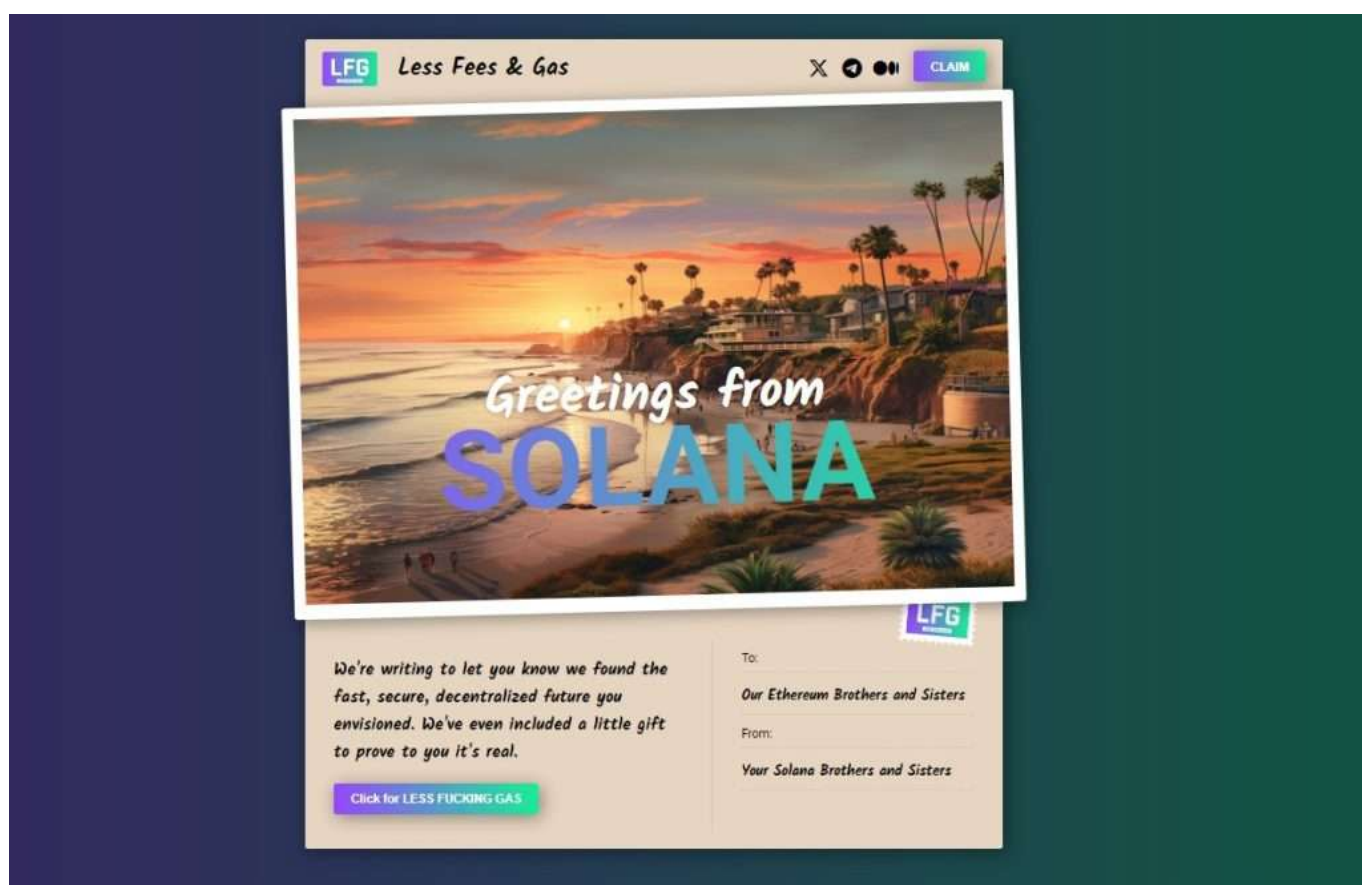 LFG
Less Fees & Gas
CLAIM
Greetings from
SOLANA
LFG
We're writing to let you know we found the
fast, secure, decentralized future you
envisioned. We've even included a little gift
to prove to you it's real.
Click for LESS FUCKING GAS
To:
Our Ethereum Brothers and Sisters
From:
Your Solana Brothers and Sisters